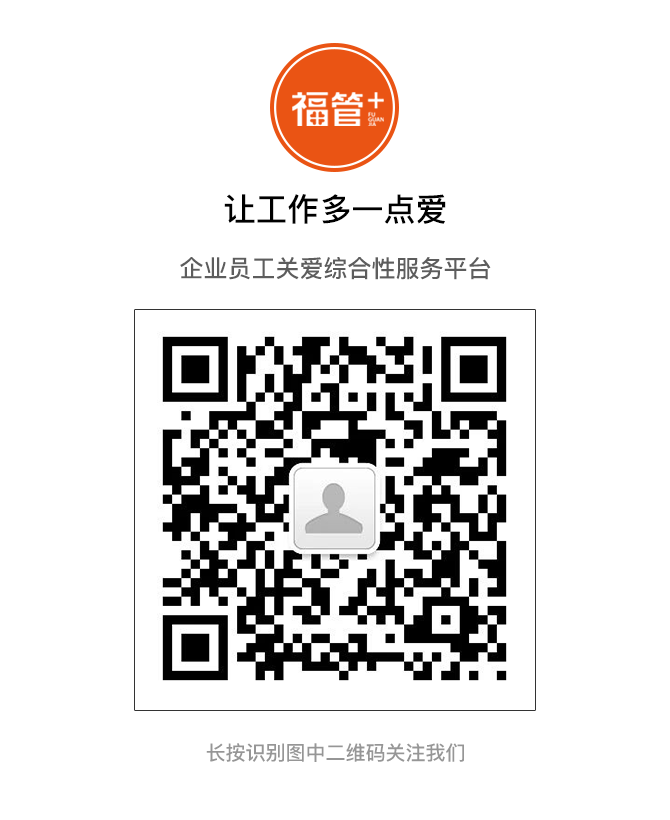 福管+
FU
GUAN
JIA
让工作多一点爱
企业员工关爱综合性服务平台
长按识别图中二维码关注我们